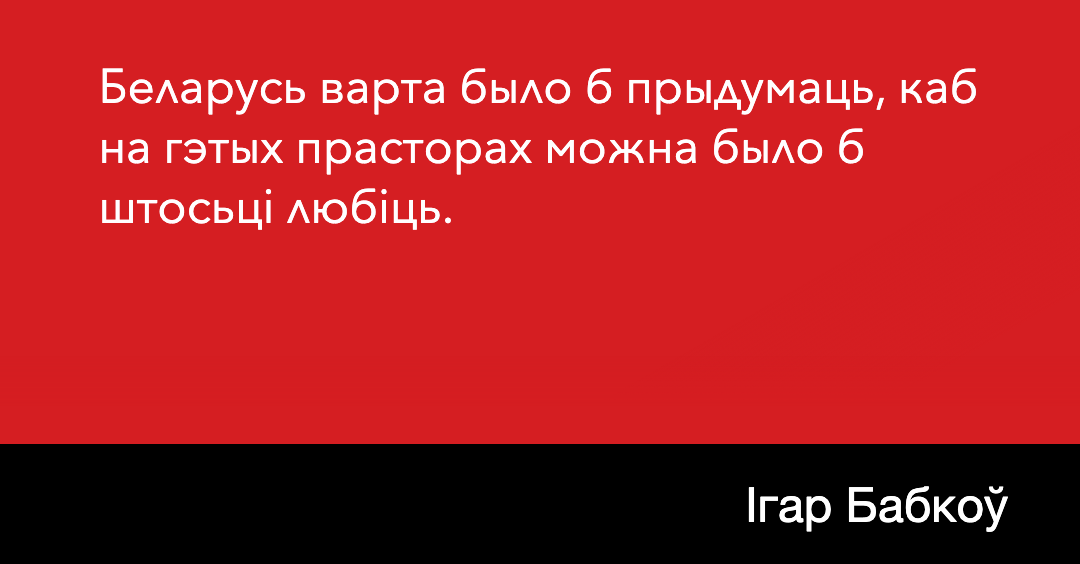 Беларусь варта было б прыдумаць, каб
на гэтых прасторах можна было б
штосьці любіць.
Ігар Бабкоў